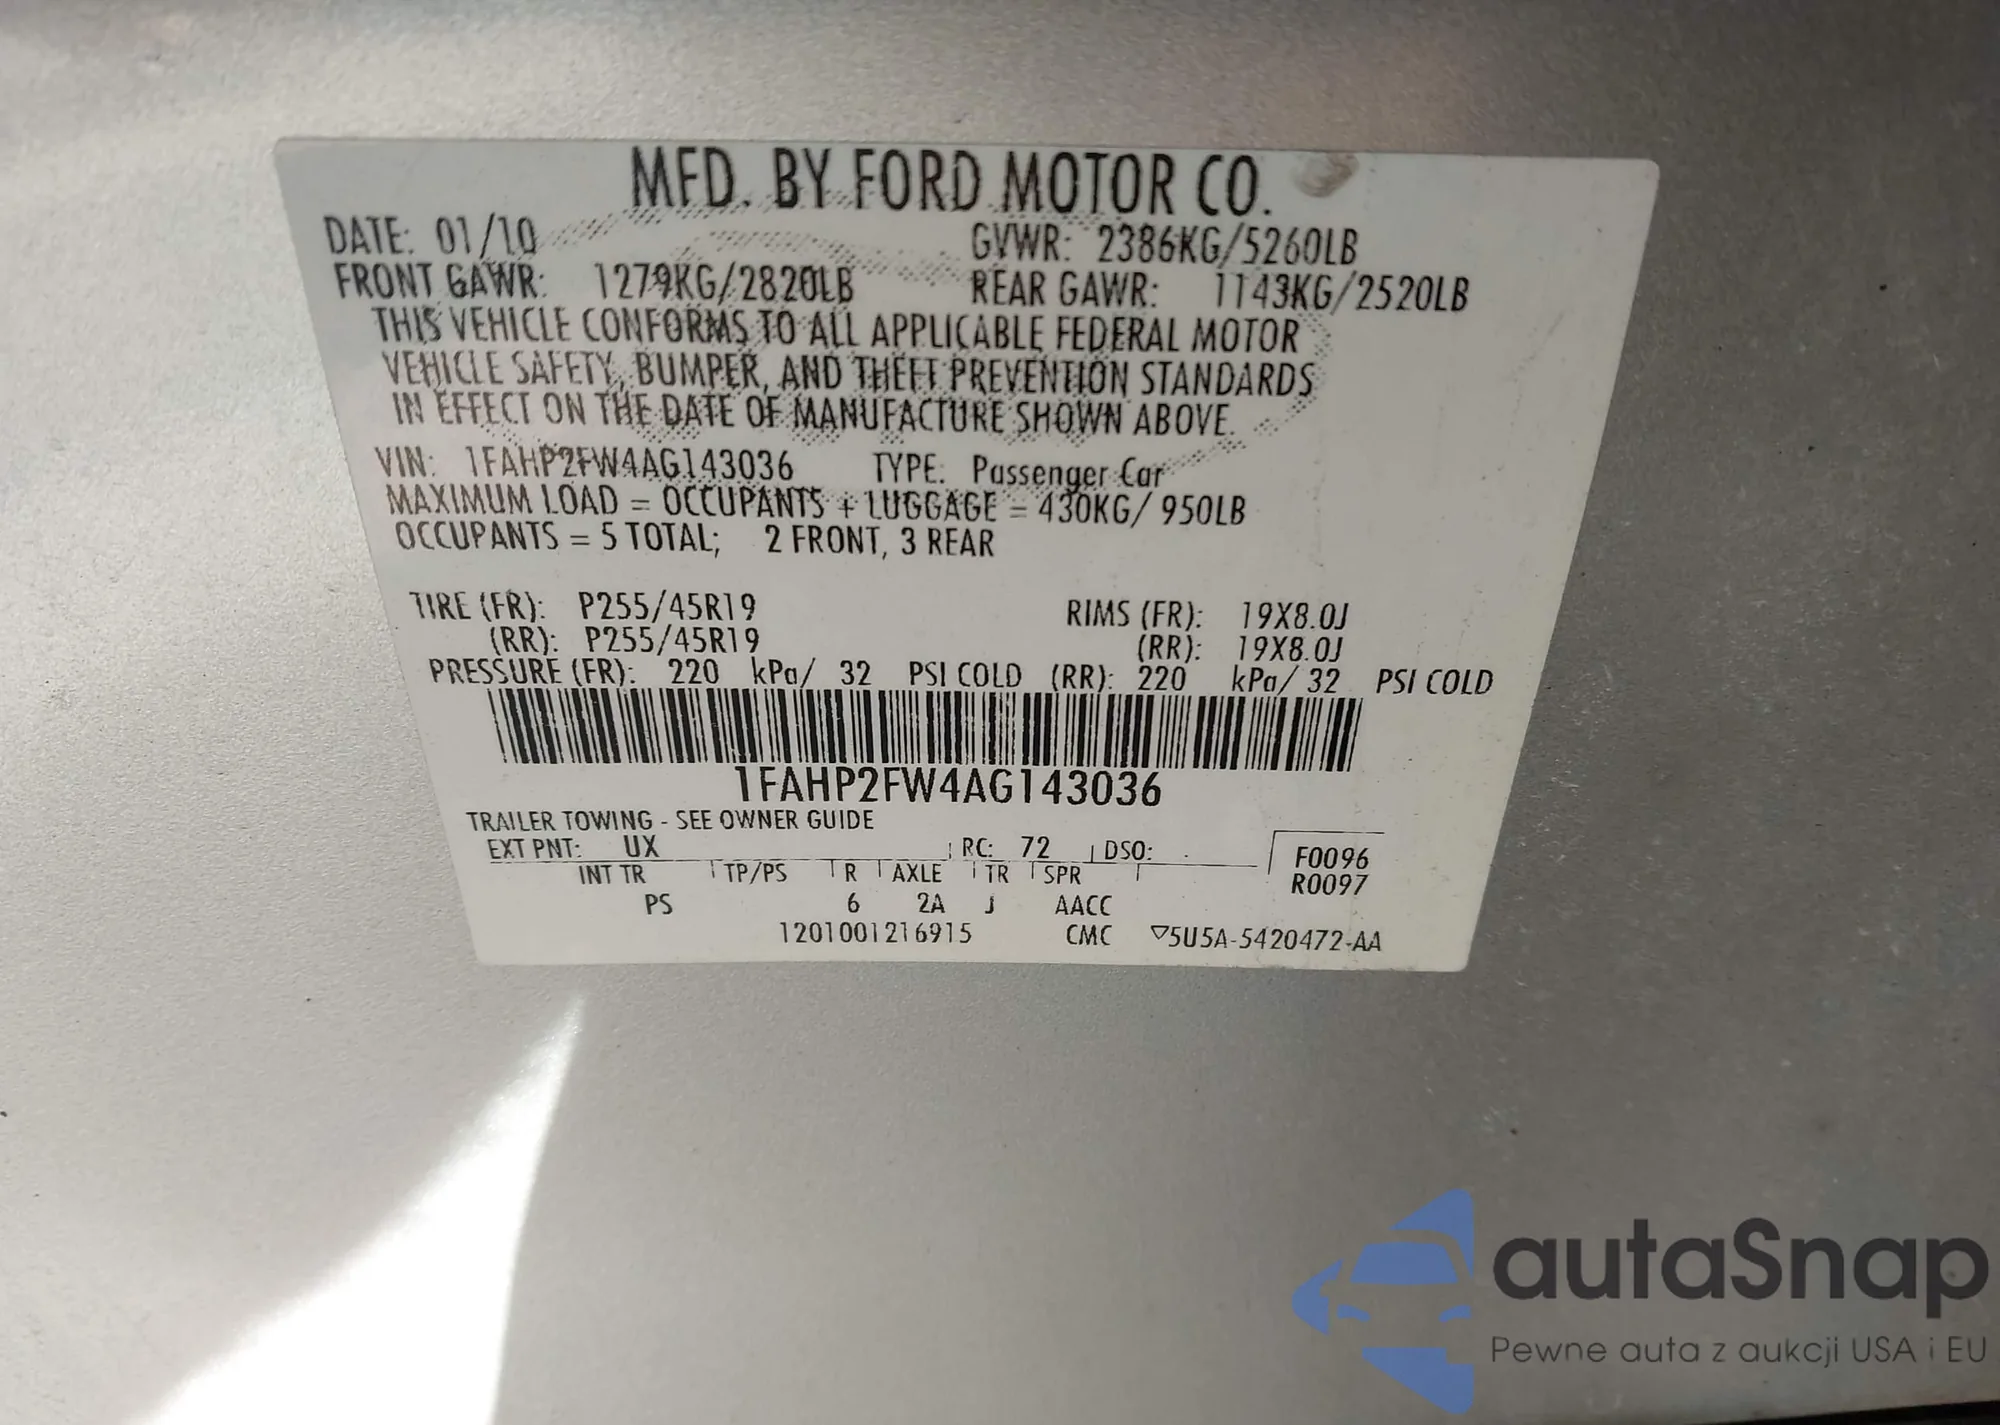 MFD. BY FORD MOTOR CO.
DATE: 01/10 GVWR: 2386KG/5260LB
FRONT GAWR: 1279KG/2820LB REAR GAWR: 1143KG/2520LB
THIS VEHICLE CONFORMS TO ALL APPLICABLE FEDERAL MOTOR
VEHICLE SAFETY, BUMPER, AND THEFT PREVENTION STANDARDS
IN EFFECT ON THE DATE OF MANUFACTURE SHOWN ABOVE.
VIN: 1FAHP2FW4AG143036 TYPE: Passenger Car
MAXIMUM LOAD = OCCUPANTS + LUGGAGE = 430KG/ 950LB
OCCUPANTS = 5 TOTAL; 2 FRONT, 3 REAR
TIRE (FR): P255/45R19 RIMS (FR): 19X8.0J
(RR): P255/45R19 (RR): 19X8.0J
PRESSURE (FR): 220 kPa/ 32 PSI COLD (RR): 220 kPa/ 32 PSI COLD
1FAHP2FW4AG143036
TRAILER TOWING - SEE OWNER GUIDE
EXT PNT: UX RC: 72 DSO:
F0096
INT TR TP/PS R AXLE TR SPR
R0097
PS 6 2A J AACC
1201001216915 CMC ▽5U5A-5420472-AA
autaSnap
Pewne auta z aukcji USA i EU